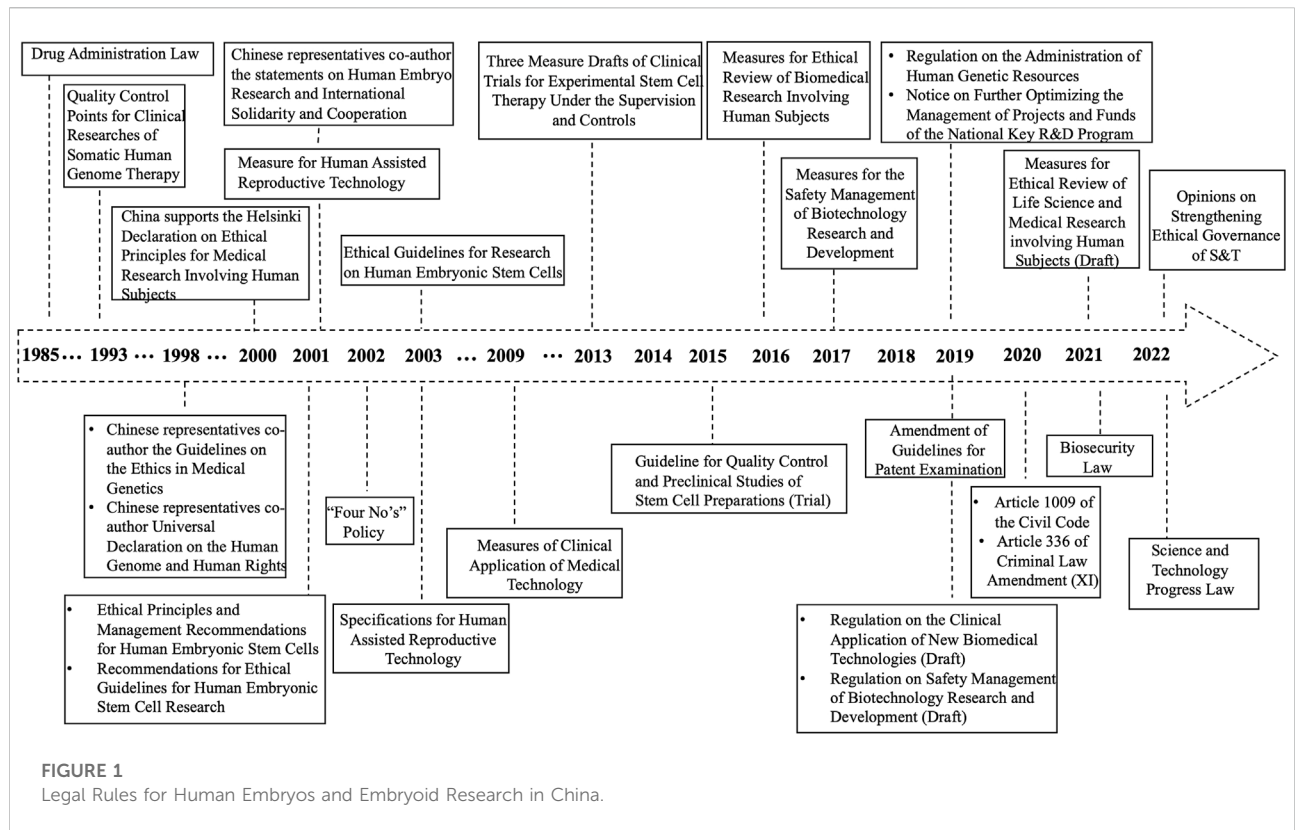 Drug Administration Law
Quality Control
Points for Clinical
Researches of
Somatic Human
Genome Therapy
China supports the Helsinki
Declaration on Ethical
Principles for Medical
Research Involving Human
Subjects
Chinese representatives co-author
the statements on Human Embryo
Research and International
Solidarity and Cooperation
Measure for Human Assisted
Reproductive Technology
Ethical Guidelines for Research
on Human Embryonic Stem Cells
Three Measure Drafts of Clinical
Trials for Experimental Stem Cell
Therapy Under the Supervision
and Controls
Measures for Ethical
Review of Biomedical
Research Involving
Human Subjects
Measures for the
Safety Management
of Biotechnology
Research and
Development
• Regulation on the Administration of
Human Genetic Resources
• Notice on Further Optimizing the
Management of Projects and Funds
of the National Key R&D Program
Measures for
Ethical Review of
Life Science and
Medical Research
involving Human
Subjects (Draft)
Opinions on
Strengthening
Ethical Governance
of S&T
1985 ... 1993 ... 1998 ... 2000 2001 2002 2003 ... 2009 ... 2013 2014 2015 2016 2017 2018 2019 2020 2021 2022
• Chinese representatives co-
author the Guidelines on
the Ethics in Medical
Genetics
• Chinese representatives co-
author Universal
Declaration on the Human
Genome and Human Rights
• Ethical Principles and
Management Recommendations
for Human Embryonic Stem Cells
• Recommendations for Ethical
Guidelines for Human Embryonic
Stem Cell Research
“Four No’s”
Policy
Specifications for Human
Assisted Reproductive
Technology
Measures of Clinical
Application of Medical
Technology
Guideline for Quality Control
and Preclinical Studies of
Stem Cell Preparations (Trial)
Amendment of
Guidelines for
Patent Examination
• Regulation on the Clinical
Application of New Biomedical
Technologies (Draft)
• Regulation on Safety Management
of Biotechnology Research and
Development (Draft)
• Article 1009 of
the Civil Code
• Article 336 of
Criminal Law
Amendment (XI)
Biosecurity
Law
Science and
Technology
Progress Law
FIGURE 1
Legal Rules for Human Embryos and Embryoid Research in China.